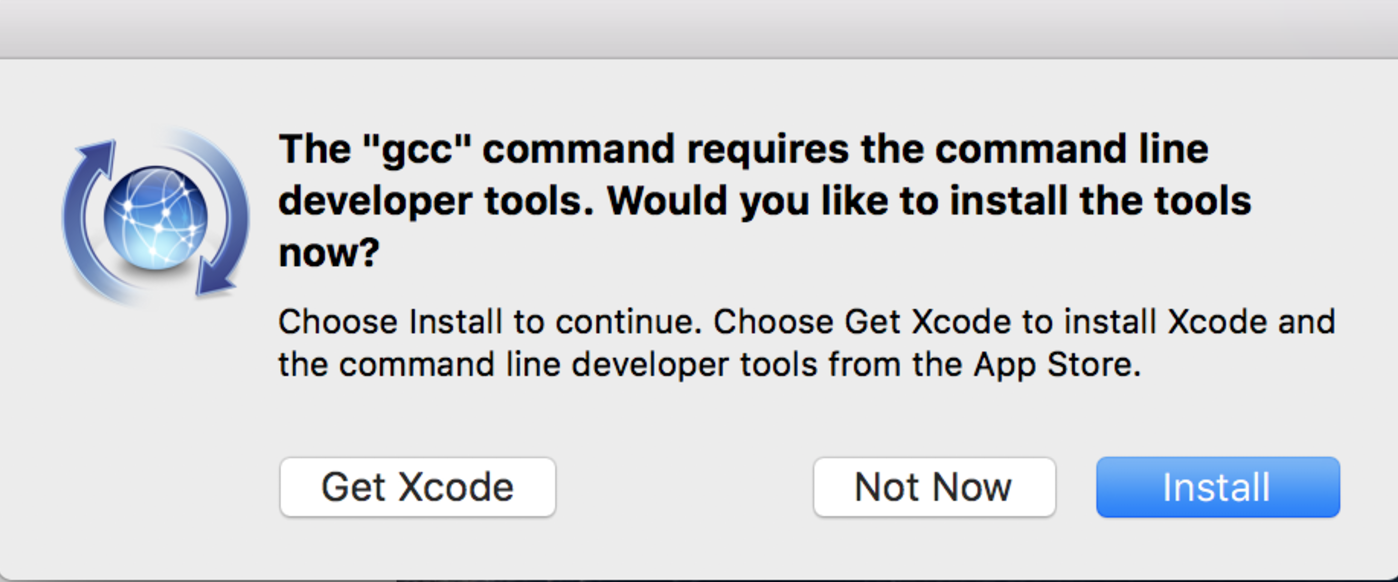 The "gcc" command requires the command line
developer tools. Would you like to install the tools
now?
Choose Install to continue. Choose Get Xcode to install Xcode and
the command line developer tools from the App Store.
Get Xcode
Not Now
Install